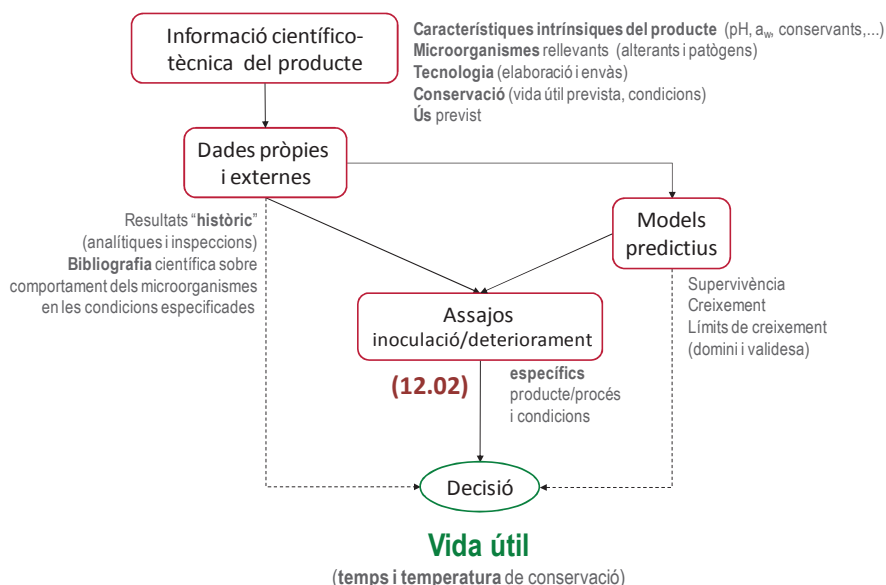 Informació científico-
tècnica del producte
Característiques intrínsiques del producte (pH, aw, conservants,...)
Microorganismes rellevants (alterants i patògens)
Tecnologia (elaboració i envàs)
Conservació (vida útil prevista, condicions)
Ús previst
Dades pròpies
i externes
Models
predictius
Resultats “històric”
(analítiques i inspeccions)
Bibliografia científica sobre
comportament dels microorganismes
en les condicions especificades
Supervivència
Creixement
Límits de creixement
(domini i validesa)
Assajos
inoculació/deteriorament
(12.02)
específics
producte/procés
i condicions
Decisió
Vida útil
(temps i temperatura de conservació)